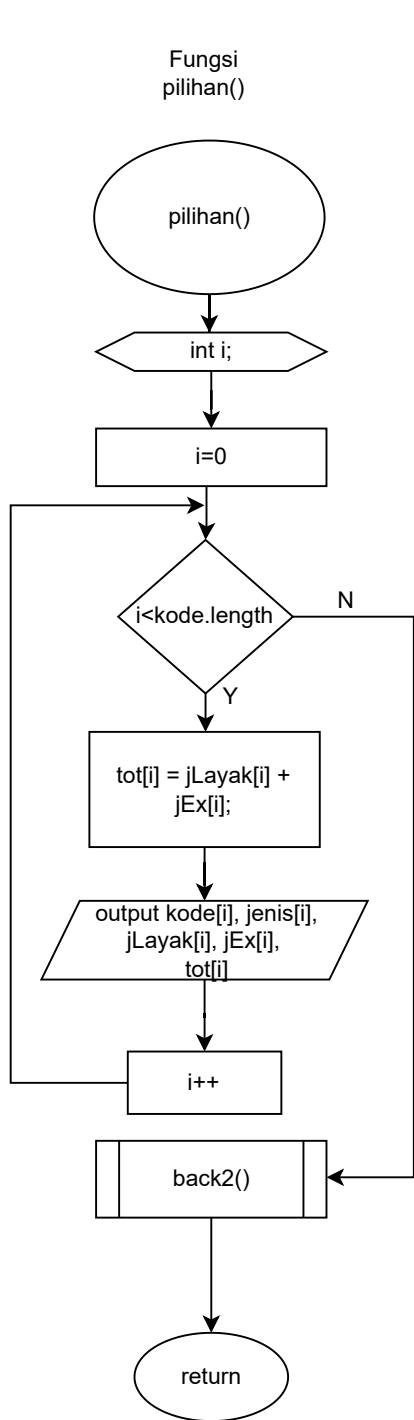 Fungsi
pilihan()
pilihan()
int i;
i=0
i<kode.length
N
Y
tot[i] = jLayak[i] +
jEx[i];
output kode[i], jenis[i],
jLayak[i], jEx[i],
tot[i]
i++
back2()
return